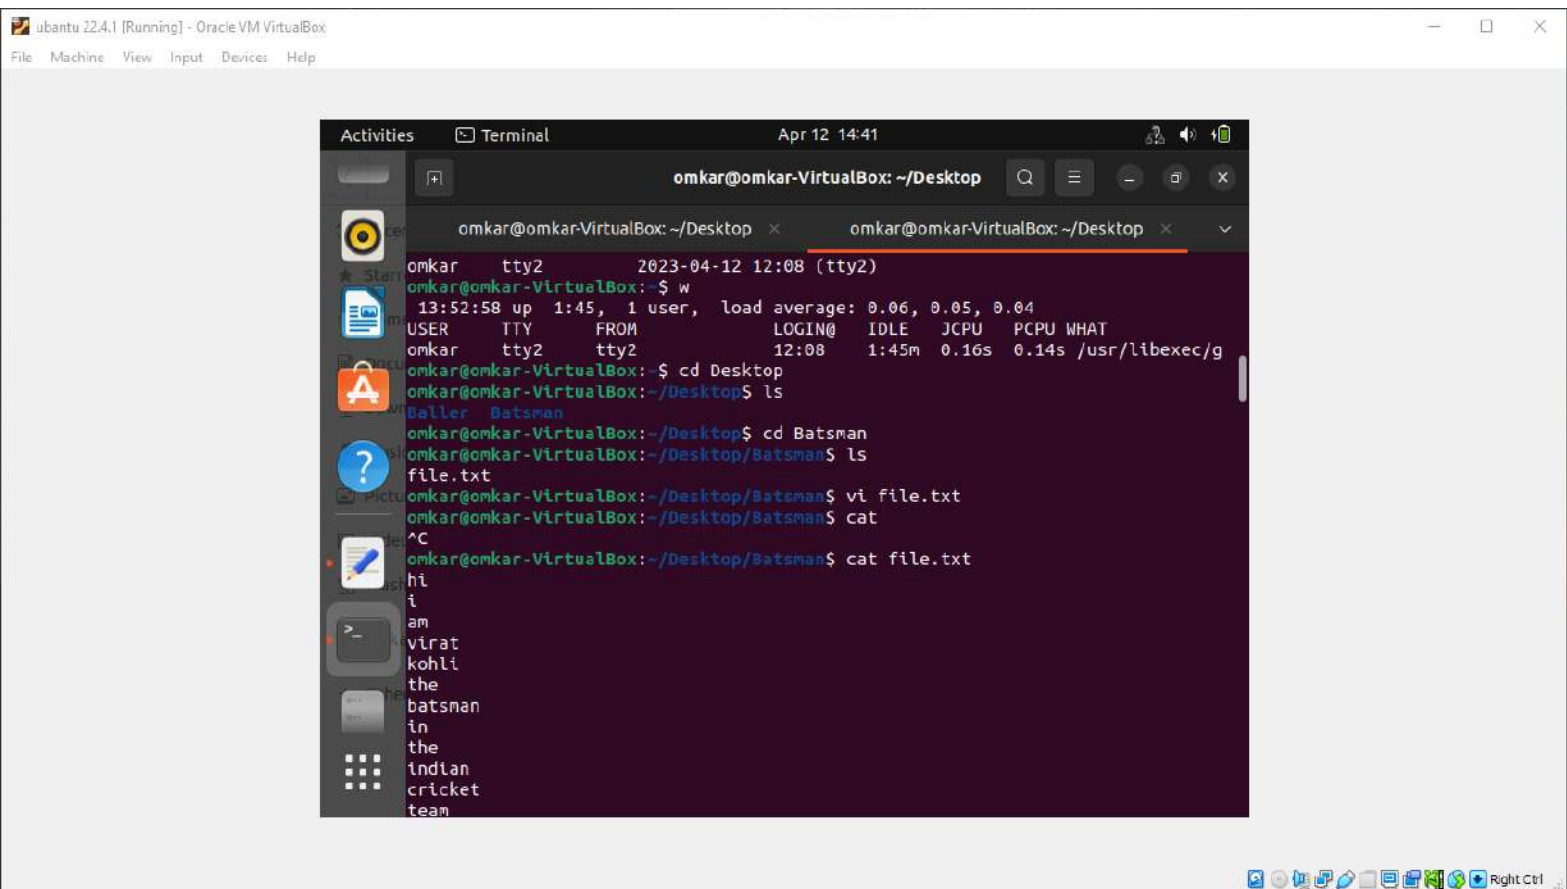 ubantu 22.4.1 [Running] - Oracle VM VirtualBox
File Machine View Input Devices Help
Activities Terminal Apr 12 14:41
omkar@omkar-VirtualBox: ~/Desktop
omkar@omkar-VirtualBox: ~/Desktop omkar@omkar-VirtualBox: ~/Desktop
omkar tty2 2023-04-12 12:08 (tty2)
omkar@omkar-VirtualBox:~$ w
13:52:58 up 1:45, 1 user, load average: 0.06, 0.05, 0.04
USER TTY FROM LOGIN@ IDLE JCPU PCPU WHAT
omkar tty2 tty2 12:08 1:45m 0.16s 0.14s /usr/libexec/g
omkar@omkar-VirtualBox:~$ cd Desktop
omkar@omkar-VirtualBox:~/Desktop$ ls
Baller Batsman
omkar@omkar-VirtualBox:~/Desktop$ cd Batsman
omkar@omkar-VirtualBox:~/Desktop/Batsman$ ls
file.txt
omkar@omkar-VirtualBox:~/Desktop/Batsman$ vi file.txt
omkar@omkar-VirtualBox:~/Desktop/Batsman$ cat
^C
omkar@omkar-VirtualBox:~/Desktop/Batsman$ cat file.txt
hi
i
am
virat
kohli
the
batsman
in
the
indian
cricket
team
Right Ctrl